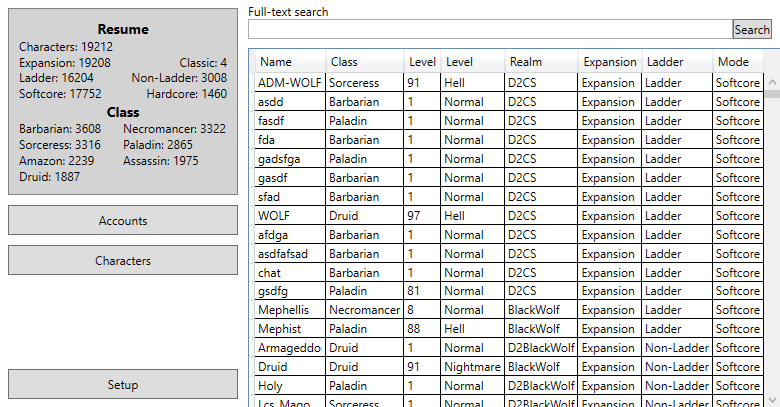 Resume
Characters: 19212
Expansion: 19208 Classic: 4
Ladder: 16204 Non-Ladder: 3008
Softcore: 17752 Hardcore: 1460
Class
Barbarian: 3608 Necromancer: 3322
Sorceress: 3316 Paladin: 2865
Amazon: 2239 Assassin: 1975
Druid: 1887
Accounts
Characters
Setup
Full-text search
Search
Name Class Level Level Realm Expansion Ladder Mode
ADM-WOLF Sorceress 91 Hell D2CS Expansion Ladder Softcore
asdd Barbarian 1 Normal D2CS Expansion Ladder Softcore
fasdf Paladin 1 Normal D2CS Expansion Ladder Softcore
fda Barbarian 1 Normal D2CS Expansion Ladder Softcore
gadsfga Paladin 1 Normal D2CS Expansion Ladder Softcore
gasdf Barbarian 1 Normal D2CS Expansion Ladder Softcore
sfad Barbarian 1 Normal D2CS Expansion Ladder Softcore
WOLF Druid 97 Hell D2CS Expansion Ladder Softcore
afdga Barbarian 1 Normal D2CS Expansion Ladder Softcore
asdfafsad Barbarian 1 Normal D2CS Expansion Ladder Softcore
chat Barbarian 1 Normal D2CS Expansion Ladder Softcore
gsdfg Paladin 81 Normal D2CS Expansion Ladder Softcore
Mephellis Necromancer 8 Normal BlackWolf Expansion Ladder Softcore
Mephist Paladin 88 Hell BlackWolf Expansion Ladder Softcore
Armageddo Druid 1 Normal D2BlackWolf Expansion Non-Ladder Softcore
Druid Druid 91 Nightmare BlackWolf Expansion Non-Ladder Softcore
Holy Paladin 1 Normal D2BlackWolf Expansion Non-Ladder Softcore
Lcs_Mago Sorceress 1 Normal D2BlackWolf Expansion Non-Ladder Softcore